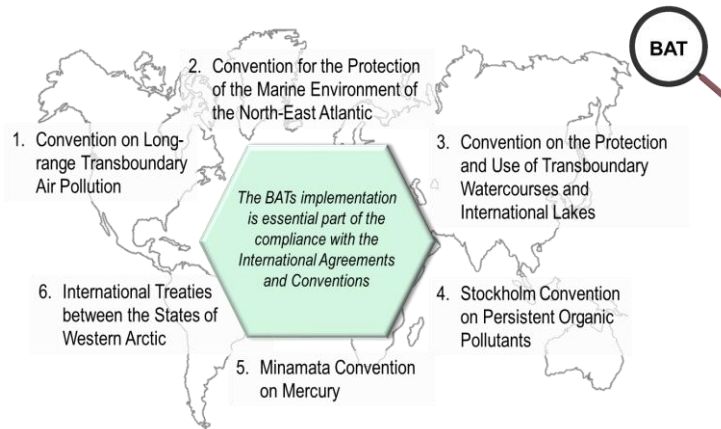 BAT
2. Convention for the Protection
of the Marine Environment of
the North-East Atlantic
1. Convention on Long-
range Transboundary
Air Pollution
3. Convention on the Protection
and Use of Transboundary
Watercourses and
International Lakes
The BATs implementation
is essential part of the
compliance with the
International Agreements
and Conventions
6. International Treaties
between the States of
Western Arctic
4. Stockholm Convention
on Persistent Organic
Pollutants
5. Minamata Convention
on Mercury